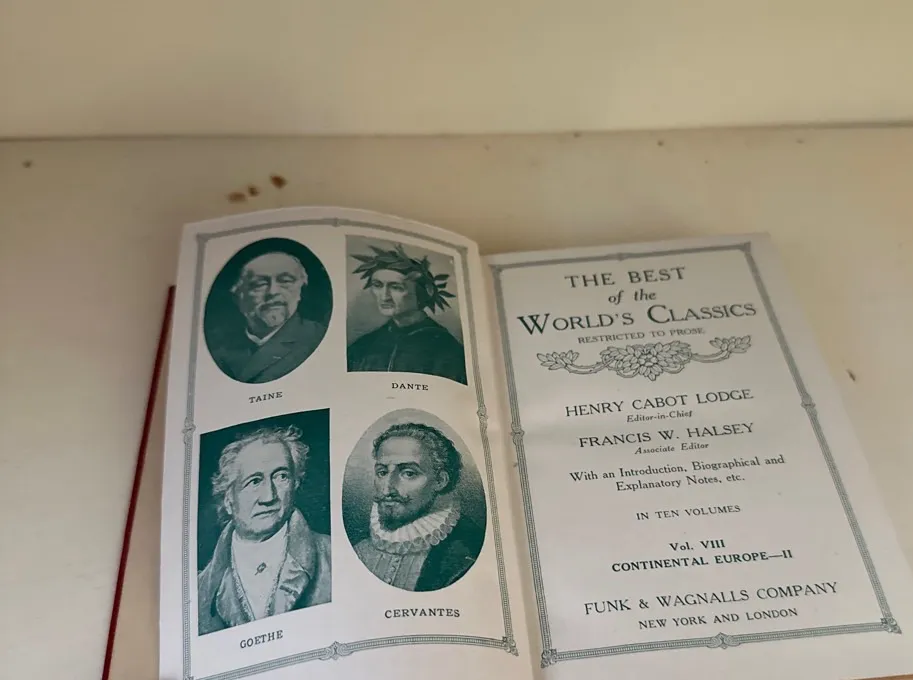 TAINE
DANTE
GOETHE
CERVANTES
THE BEST
of the
WORLD'S CLASSICS
RESTRICTED TO PROSE
HENRY CABOT LODGE
Editor-in-Chief
FRANCIS W. HALSEY
Associate Editor
With an Introduction, Biographical and
Explanatory Notes, etc.
IN TEN VOLUMES
Vol. VIII
CONTINENTAL EUROPE—II
FUNK & WAGNALLS COMPANY
NEW YORK AND LONDON